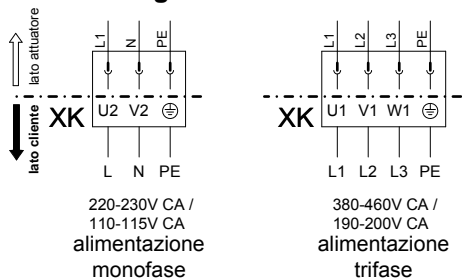 lato attuatore
lato cliente
L1 N PE
XK U2 V2
L N PE
220-230V CA /
110-115V CA
alimentazione
monofase
L1 L2 L3 PE
XK U1 V1 W1
L1 L2 L3 PE
380-460V CA /
190-200V CA
alimentazione
trifase